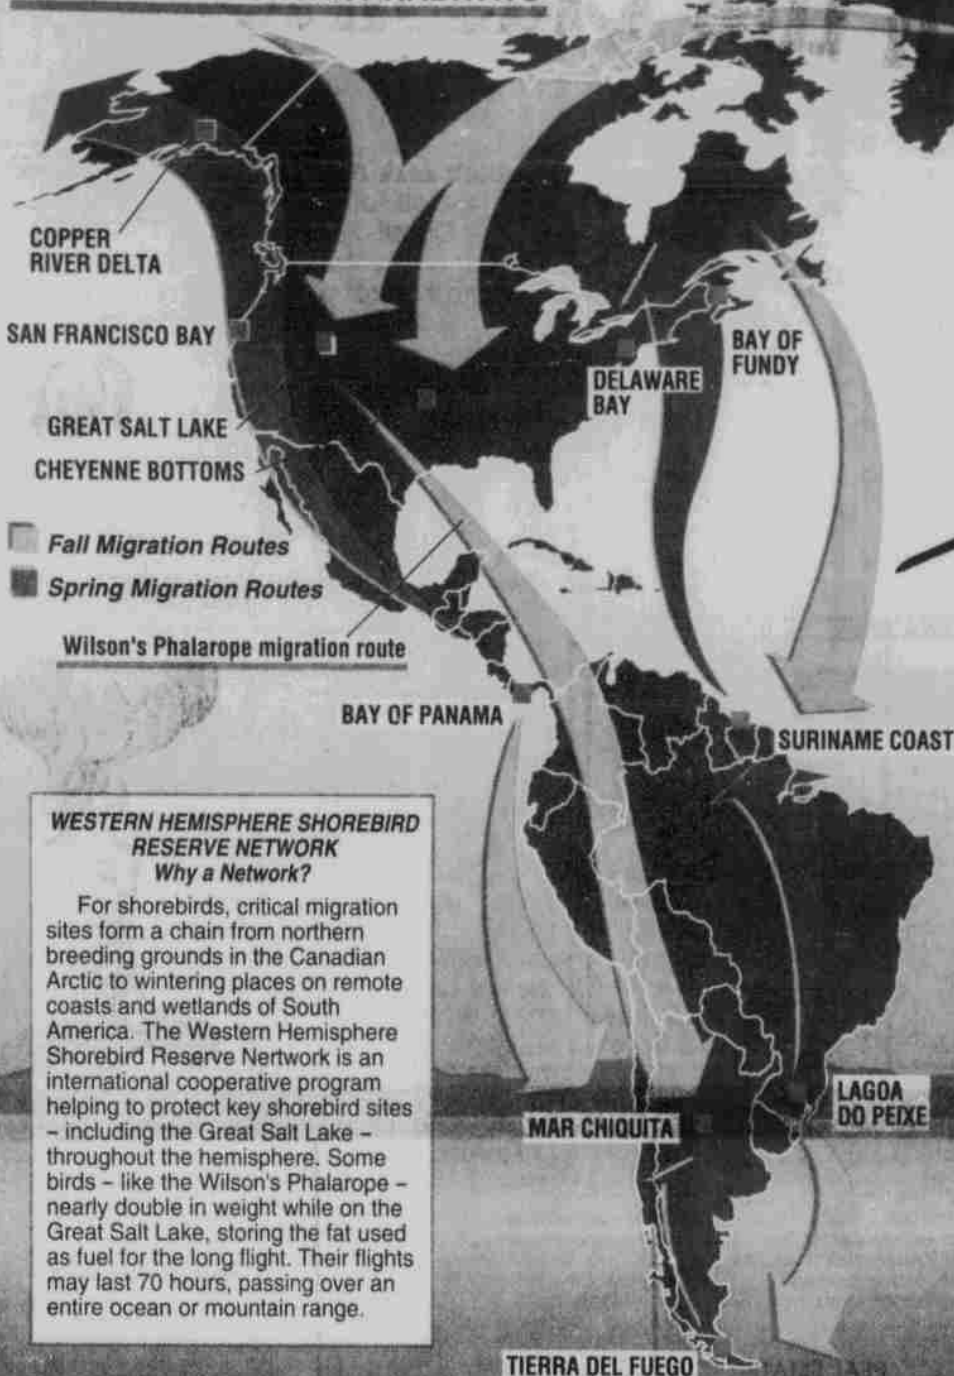 COPPER
RIVER DELTA
SAN FRANCISCO BAY
GREAT SALT LAKE
CHEYENNE BOTTOMS
DELAWARE
BAY
BAY OF
FUNDY
Fall Migration Routes
Spring Migration Routes
Wilson's Phalarope migration route
BAY OF PANAMA
SURINAME COAST
WESTERN HEMISPHERE SHOREBIRD
RESERVE NETWORK
Why a Network?
For shorebirds, critical migration
sites form a chain from northern
breeding grounds in the Canadian
Arctic to wintering places on remote
coasts and wetlands of South
America. The Western Hemisphere
Shorebird Reserve Nertwork is an
international cooperative program
helping to protect key shorebird sites
– including the Great Salt Lake –
throughout the hemisphere. Some
birds – like the Wilson's Phalarope –
nearly double in weight while on the
Great Salt Lake, storing the fat used
as fuel for the long flight. Their flights
may last 70 hours, passing over an
entire ocean or mountain range.
MAR CHIQUITA
LAGOA
DO PEIXE
TIERRA DEL FUEGO